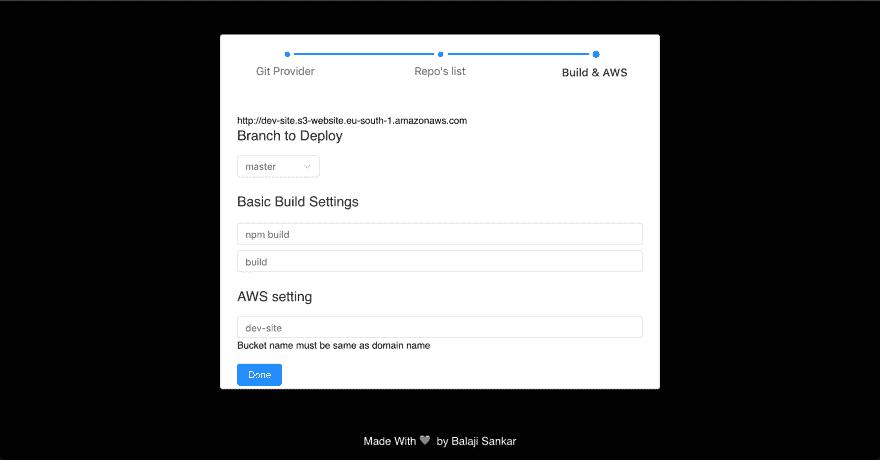 Git Provider
Repo's list
Build & AWS
http://dev-site.s3-website.eu-south-1.amazonaws.com
Branch to Deploy
master
Basic Build Settings
npm build
build
AWS setting
dev-site
Bucket name must be same as domain name
Done
Made With 🖤 by Balaji Sankar